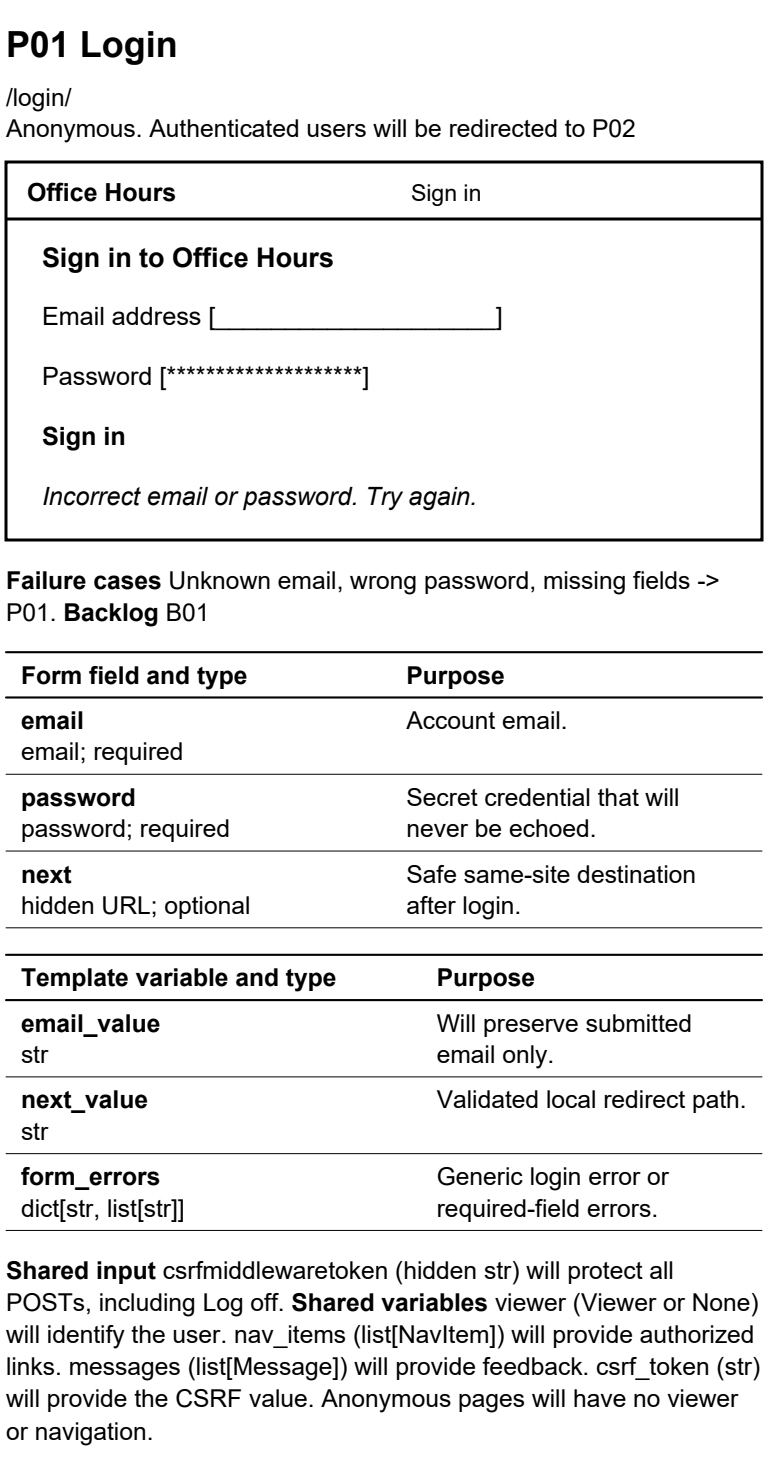 P01 Login
/login/
Anonymous. Authenticated users will be redirected to P02
Office Hours Sign in
Sign in to Office Hours
Email address [____________________]
Password [********************]
Sign in
Incorrect email or password. Try again.
Failure cases Unknown email, wrong password, missing fields ->
P01. Backlog B01
Form field and type Purpose
email Account email.
email; required
password Secret credential that will
password; required never be echoed.
next Safe same-site destination
hidden URL; optional after login.
Template variable and type Purpose
email_value Will preserve submitted
str email only.
next_value Validated local redirect path.
str
form_errors Generic login error or
dict[str, list[str]] required-field errors.
Shared input csrfmiddlewaretoken (hidden str) will protect all
POSTs, including Log off. Shared variables viewer (Viewer or None)
will identify the user. nav_items (list[NavItem]) will provide authorized
links. messages (list[Message]) will provide feedback. csrf_token (str)
will provide the CSRF value. Anonymous pages will have no viewer
or navigation.